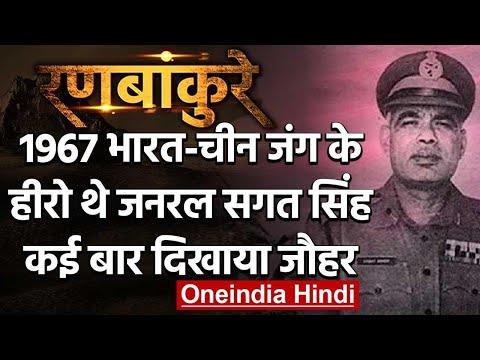 रणबांकुरे
1967 भारत-चीन जंग के
हीरो थे जनरल सगत सिंह
कई बार दिखाया जौहर
Oneindia Hindi